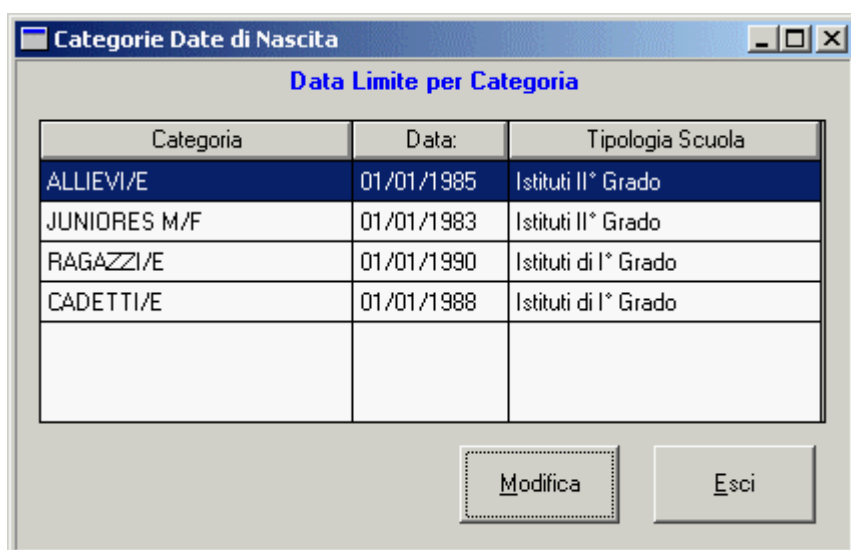 Categorie Date di Nascita
Data Limite per Categoria
Categoria Data: Tipologia Scuola
ALLIEVI/E 01/01/1985 Istituti II° Grado
JUNIORES M/F 01/01/1983 Istituti II° Grado
RAGAZZI/E 01/01/1990 Istituti di I° Grado
CADETTI/E 01/01/1988 Istituti di I° Grado
Modifica Esci